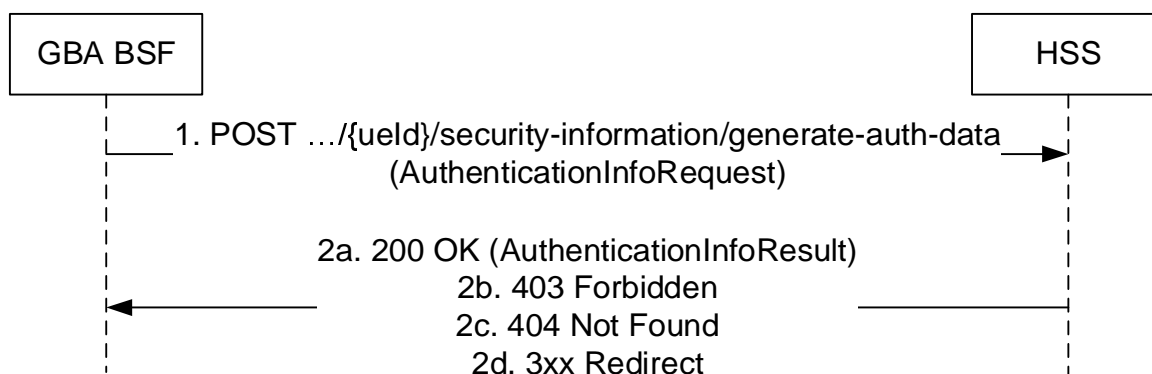 GBA BSF
HSS
1. POST …/{ueId}/security-information/generate-auth-data
(AuthenticationInfoRequest)
2a. 200 OK (AuthenticationInfoResult)
2b. 403 Forbidden
2c. 404 Not Found
2d. 3xx Redirect